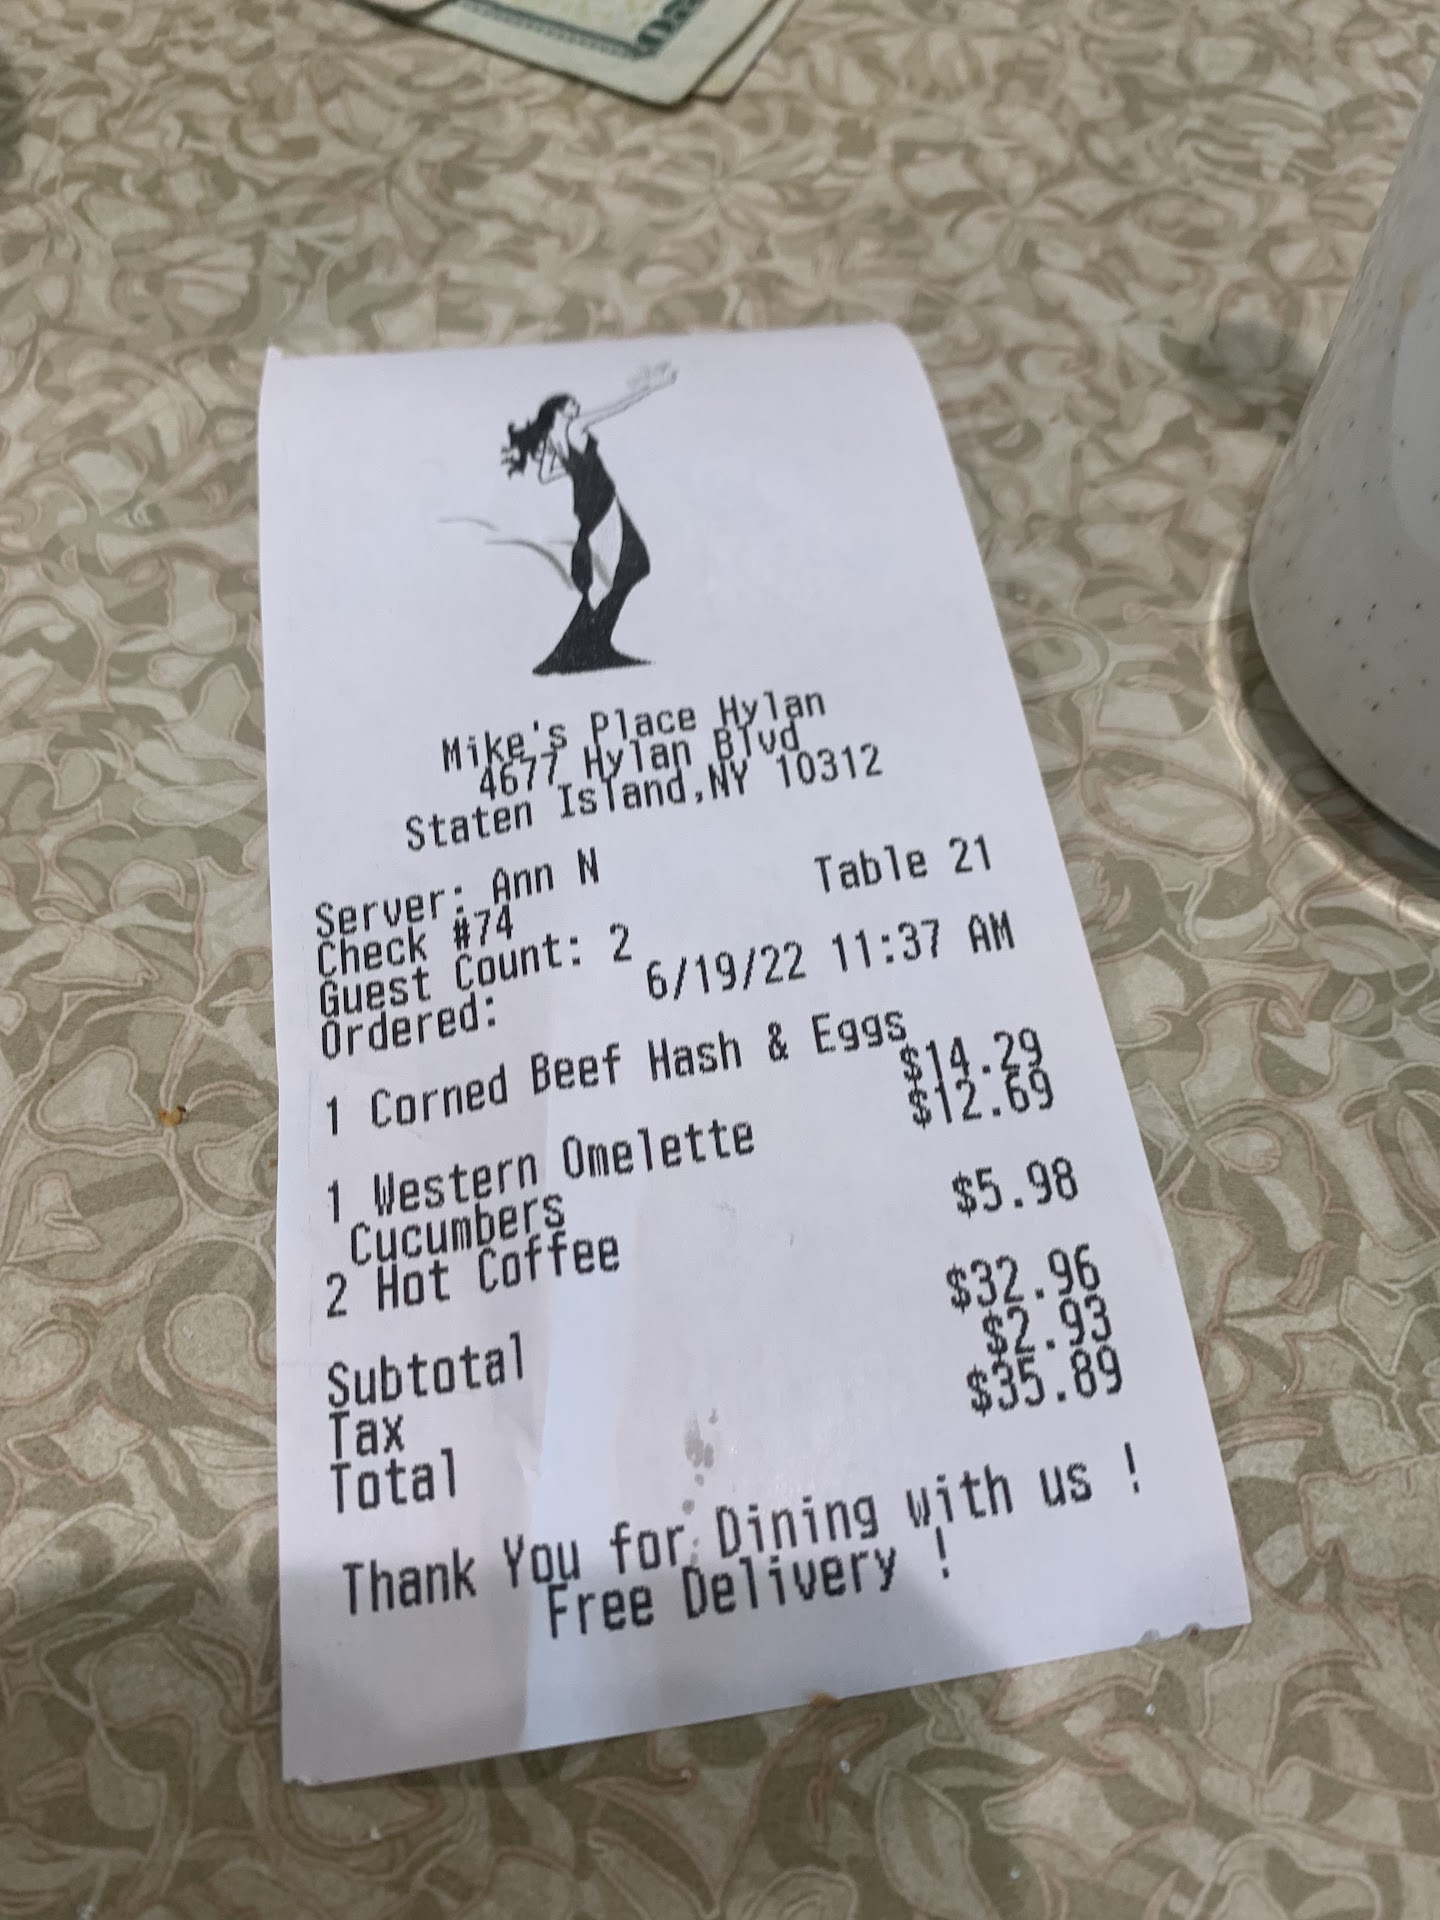 Mike's Place Hylan
4677 Hylan Blvd
Staten Island,NY 10312
Server: Ann N
Check #74 Table 21
Guest Count: 2
Ordered: 6/19/22 11:37 AM
1 Corned Beef Hash & Eggs
$14.29
1 Western Omelette $12.69
Cucumbers
2 Hot Coffee $5.98
Subtotal $32.96
Tax $2.93
Total $35.89
Thank You for Dining with us !
Free Delivery !